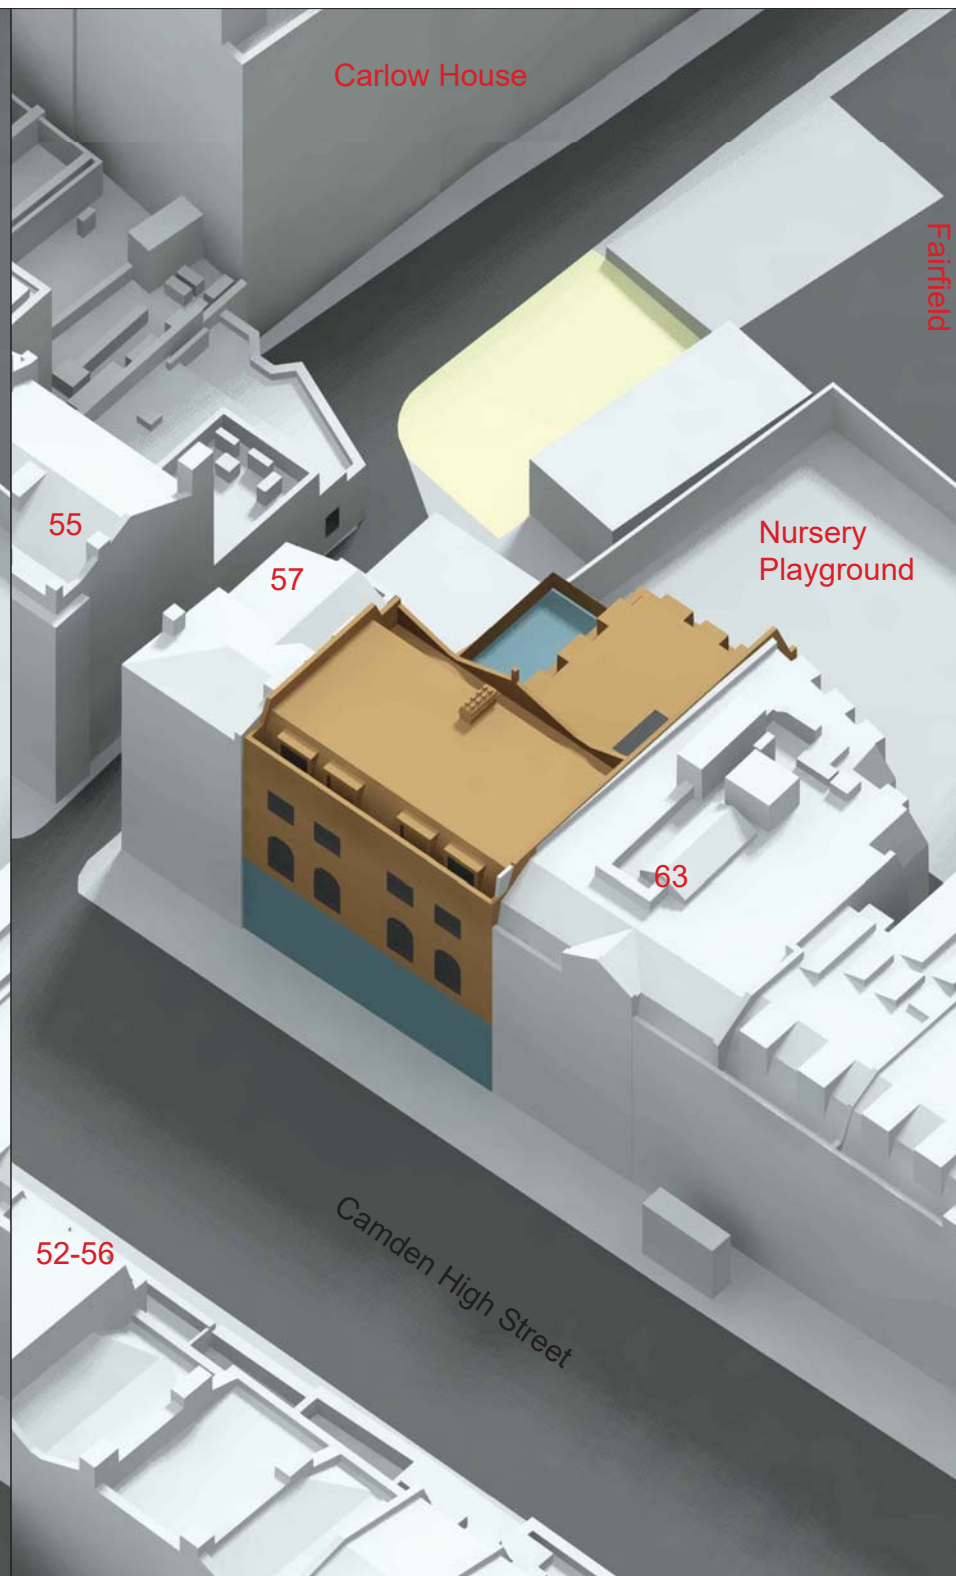 Carlow House
Fairfield
55
57
Nursery
Playground
63
52-56
Camden High Street